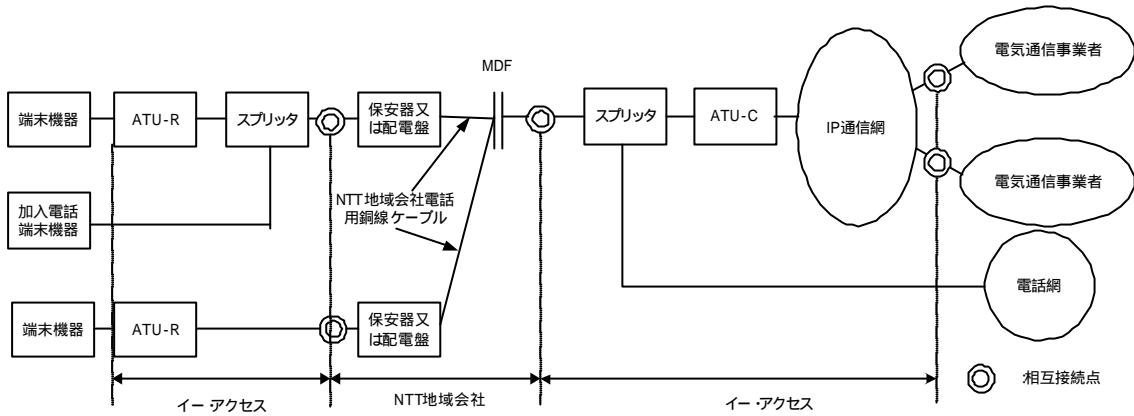 電気通信事業者
MDF
端末機器
ATU-R
スプリッタ
保安器又
は配電盤
スプリッタ
ATU-C
IP通信網
電気通信事業者
加入電話
端末機器
NTT地域会社電話
用銅線ケーブル
電話網
端末機器
ATU-R
保安器又
は配電盤
:相互接続点
イー・アクセス
NTT地域会社
イー・アクセス